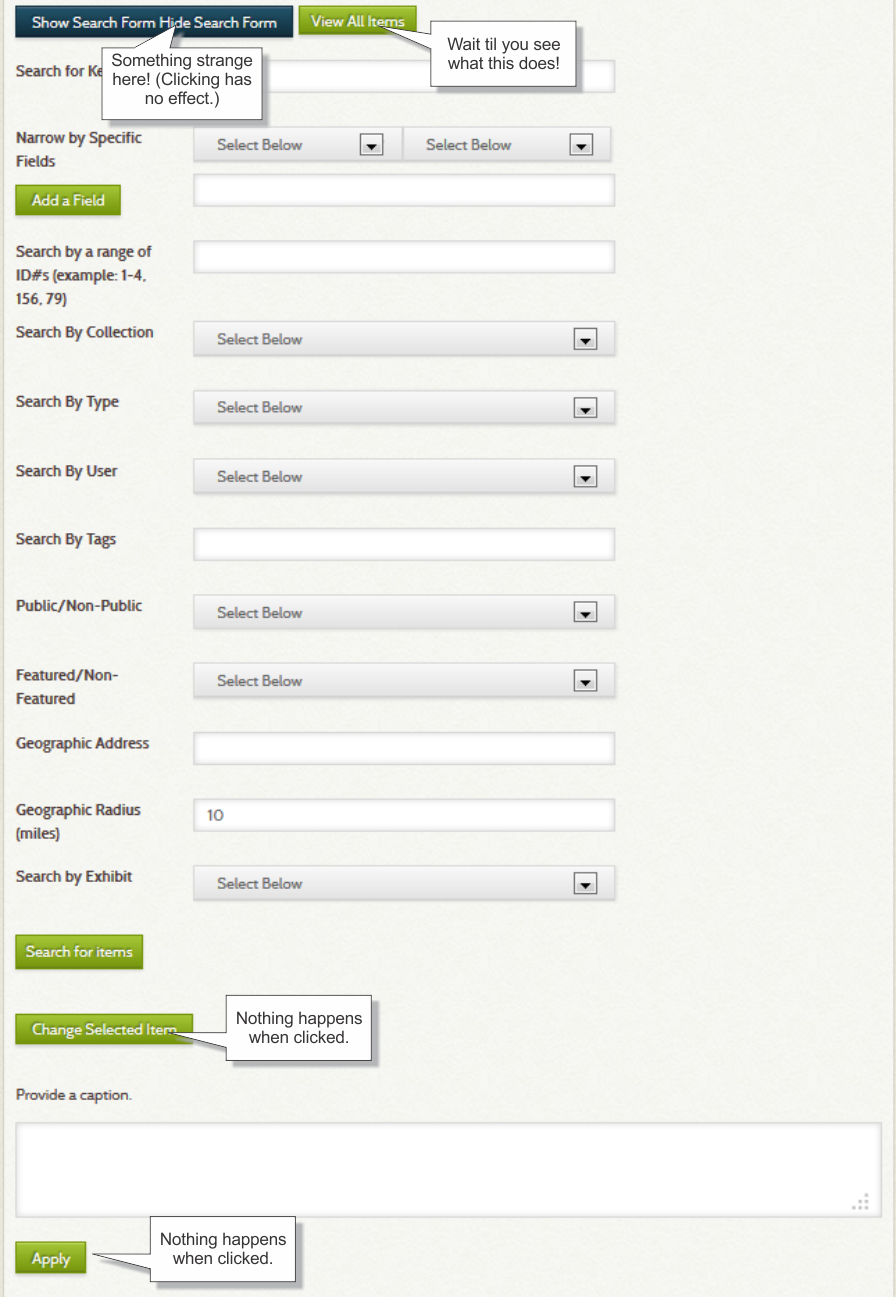 Show Search Form Hide Search Form
View All Items
Something strange
here! (Clicking has
no effect.)
Wait til you see
what this does!
Search for Ke
Narrow by Specific
Fields
Select Below
Select Below
Add a Field
Search by a range of
ID#s (example: 1-4,
156, 79)
Search By Collection
Select Below
Search By Type
Select Below
Search By User
Select Below
Search By Tags
Public/Non-Public
Select Below
Featured/Non-
Featured
Select Below
Geographic Address
Geographic Radius
(miles)
10
Search by Exhibit
Select Below
Search for items
Change Selected Item
Nothing happens
when clicked.
Provide a caption.
Apply
Nothing happens
when clicked.